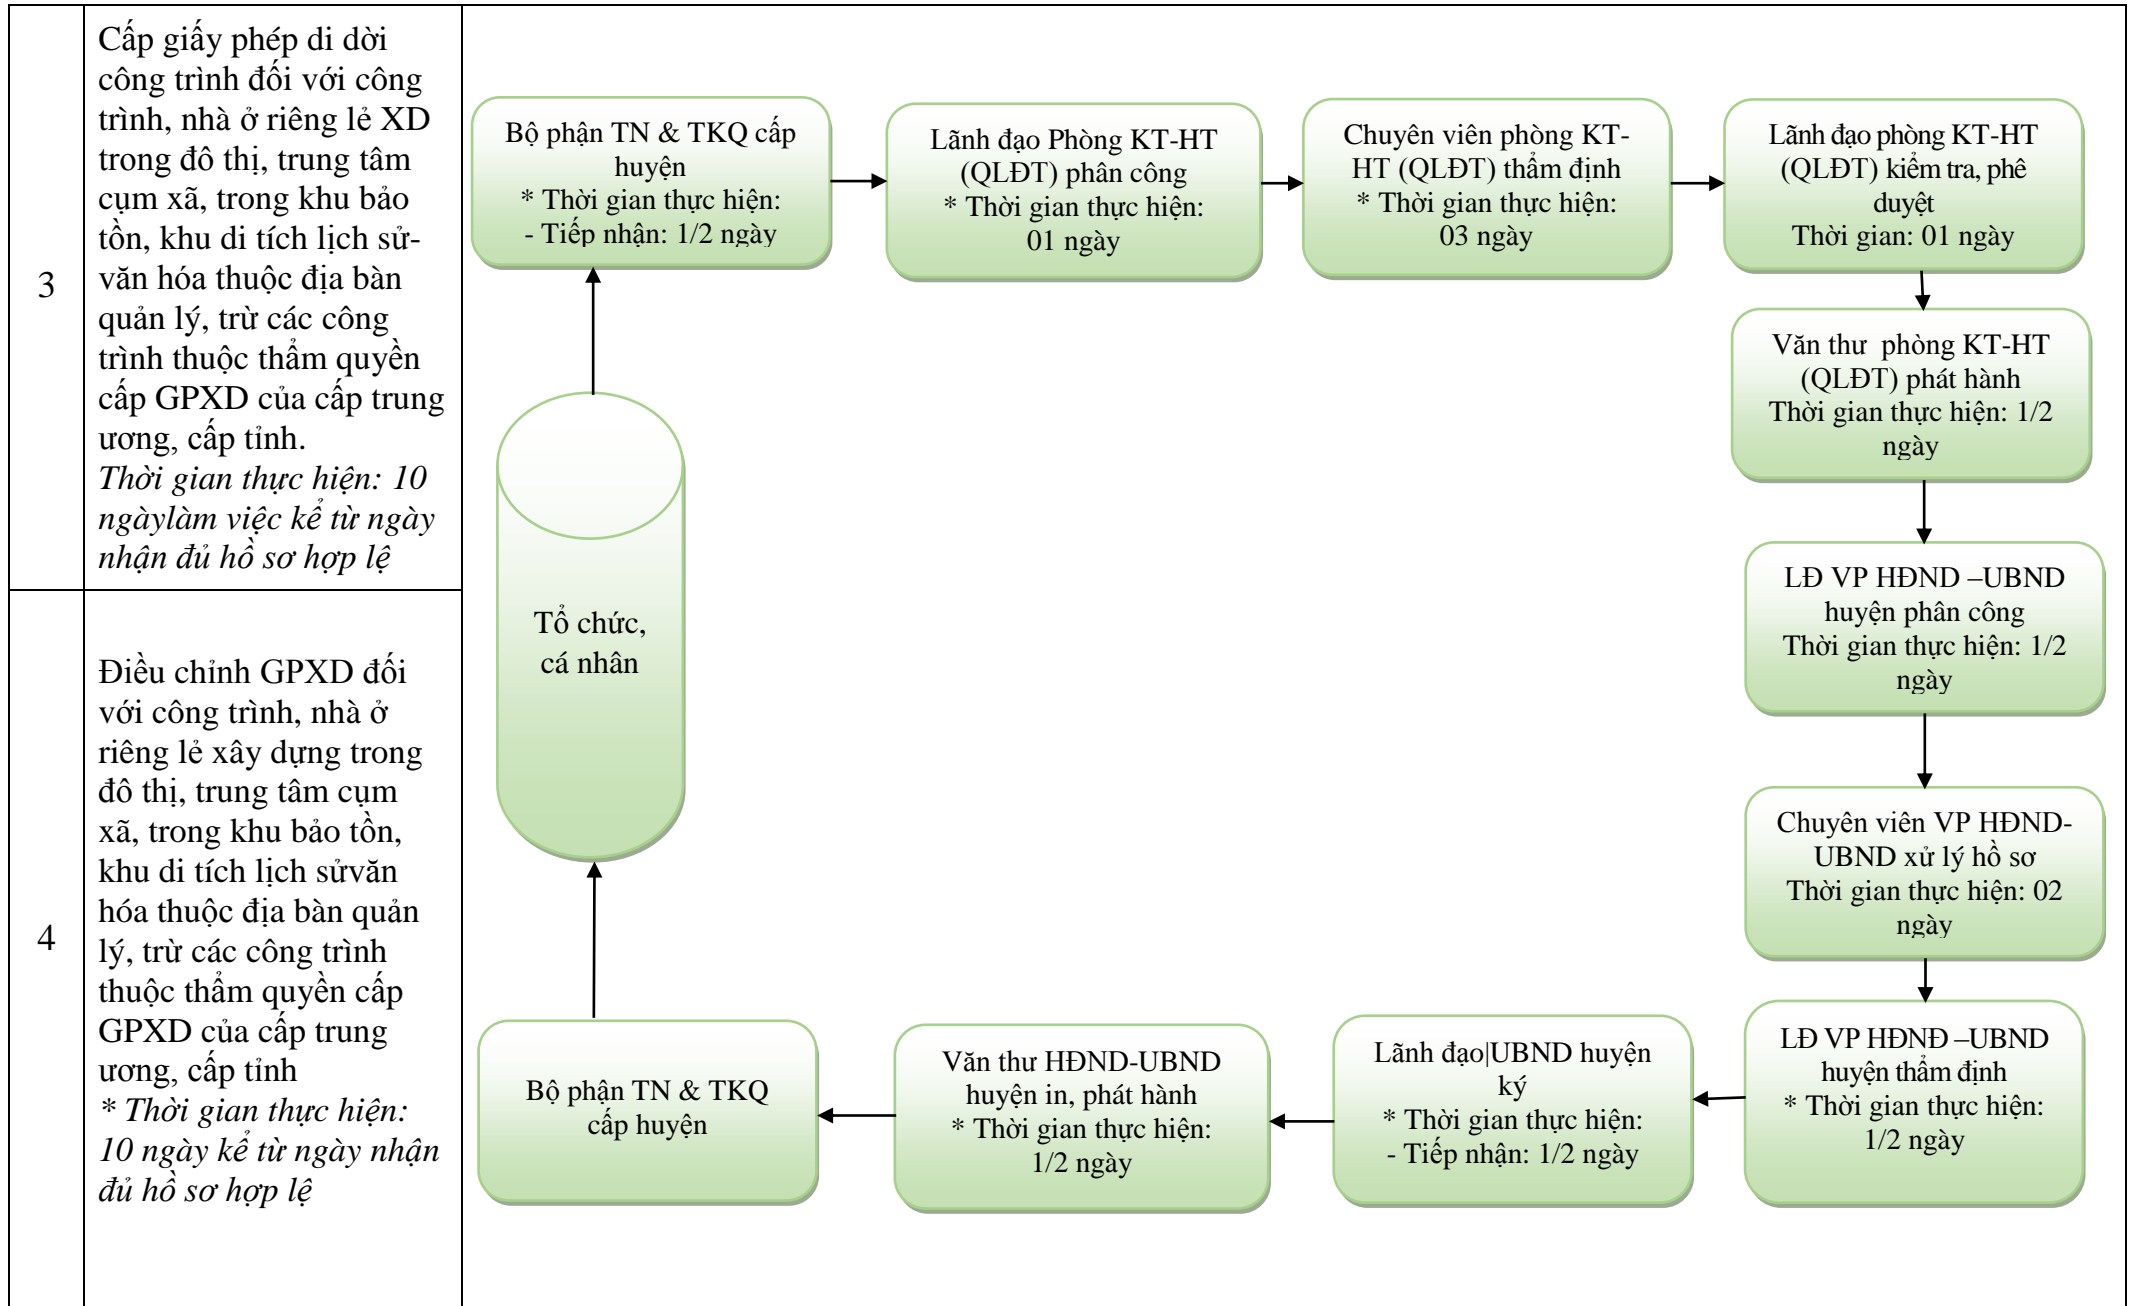 3
Cấp giấy phép di dời
công trình đối với công
trình, nhà ở riêng lẻ XD
trong đô thị, trung tâm
cụm xã, trong khu bảo
tồn, khu di tích lịch sử-
văn hóa thuộc địa bàn
quản lý, trừ các công
trình thuộc thẩm quyền
cấp GPXD của cấp trung
ương, cấp tỉnh.
Thời gian thực hiện: 10
ngàylàm việc kể từ ngày
nhận đủ hồ sơ hợp lệ
4
Điều chỉnh GPXD đối
với công trình, nhà ở
riêng lẻ xây dựng trong
đô thị, trung tâm cụm
xã, trong khu bảo tồn,
khu di tích lịch sửvăn
hóa thuộc địa bàn quản
lý, trừ các công trình
thuộc thẩm quyền cấp
GPXD của cấp trung
ương, cấp tỉnh
* Thời gian thực hiện:
10 ngày kể từ ngày nhận
đủ hồ sơ hợp lệ
Bộ phận TN & TKQ cấp
huyện
* Thời gian thực hiện:
- Tiếp nhận: 1/2 ngày
Lãnh đạo Phòng KT-HT
(QLĐT) phân công
* Thời gian thực hiện:
01 ngày
Chuyên viên phòng KT-
HT (QLĐT) thẩm định
* Thời gian thực hiện:
03 ngày
Lãnh đạo phòng KT-HT
(QLĐT) kiểm tra, phê
duyệt
Thời gian: 01 ngày
Văn thư  phòng KT-HT
(QLĐT) phát hành
Thời gian thực hiện: 1/2
ngày
LĐ VP HĐND –UBND
huyện phân công
Thời gian thực hiện: 1/2
ngày
Chuyên viên VP HĐND-
UBND xử lý hồ sơ
Thời gian thực hiện: 02
ngày
LĐ VP HĐNĐ –UBND
huyện thẩm định
* Thời gian thực hiện:
1/2 ngày
Lãnh đạo|UBND huyện
ký
* Thời gian thực hiện:
- Tiếp nhận: 1/2 ngày
Văn thư HĐND-UBND
huyện in, phát hành
* Thời gian thực hiện:
1/2 ngày
Bộ phận TN & TKQ
cấp huyện
Tổ chức,
cá nhân